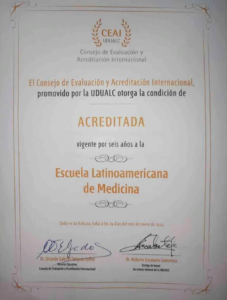 CEAI
UDUALC
Consejo de Evaluación y
Acreditación Internacional
El Consejo de Evaluación y Acreditación Internacional,
promovido por la UDUALC otorga la condición de
ACREDITADA
vigente por seis años a la
Escuela Latinoamericana
de Medicina